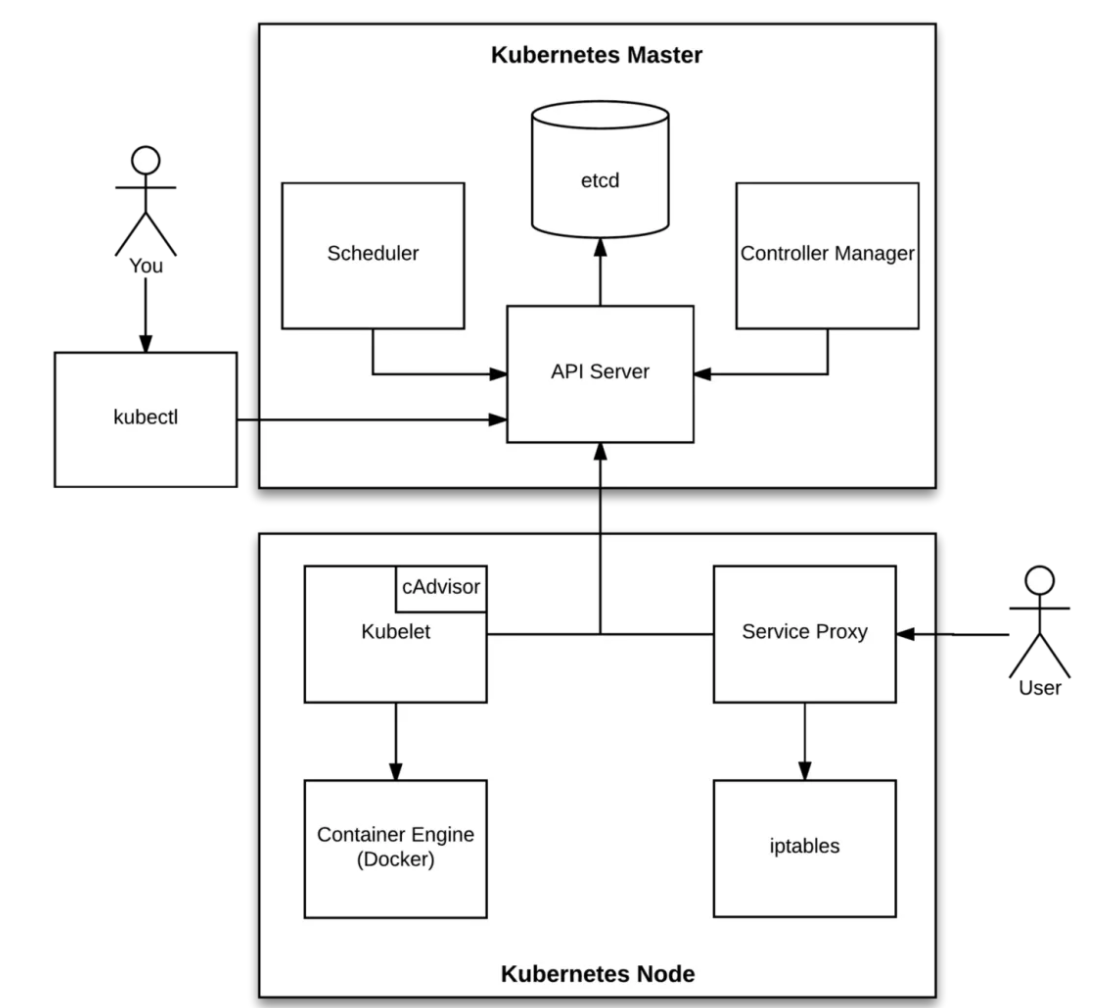 Kubernetes Master
etcd
Scheduler
Controller Manager
You
API Server
kubectl
cAdvisor
Kubelet
Service Proxy
User
Container Engine
(Docker)
iptables
Kubernetes Node